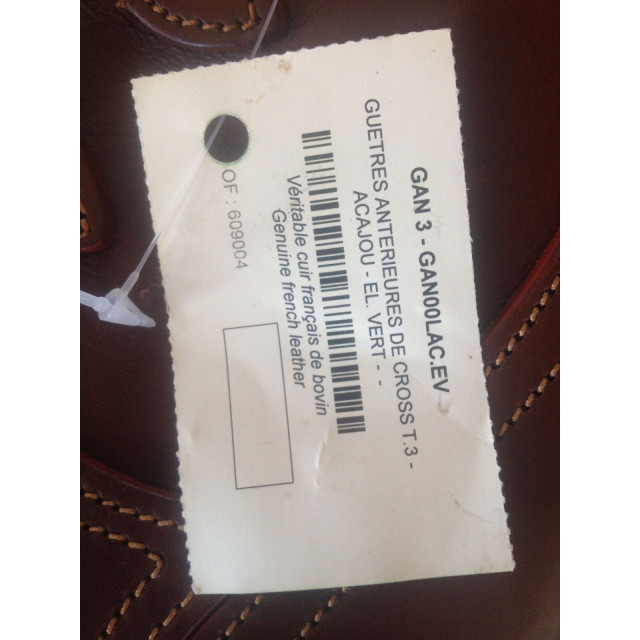 GAN 3 - GAN00LAC.EV
GUETRES ANTERIEURES DE CROSS T.3 -
ACAJOU - EL. VERT - -
Véritable cuir français de bovin
Genuine french leather
OF : 609004